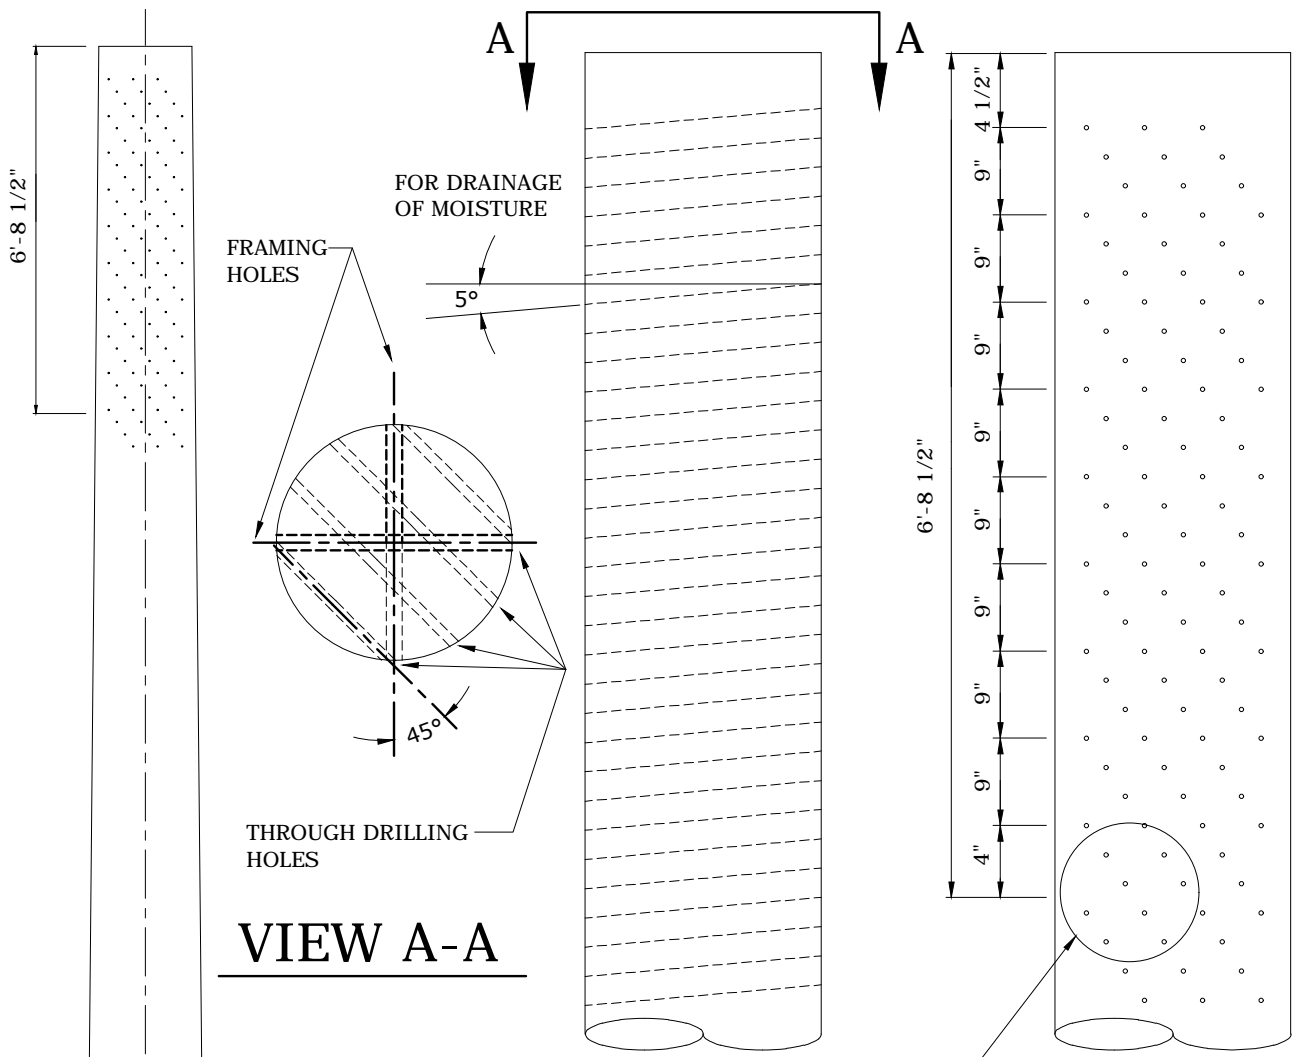 6'-8 1/2"
A
A
FOR DRAINAGE
OF MOISTURE
FRAMING
HOLES
5°
45°
THROUGH DRILLING
HOLES
VIEW A-A
4 1/2"
9"
9"
9"
9"
9"
9"
9"
9"
4"
6'-8 1/2"